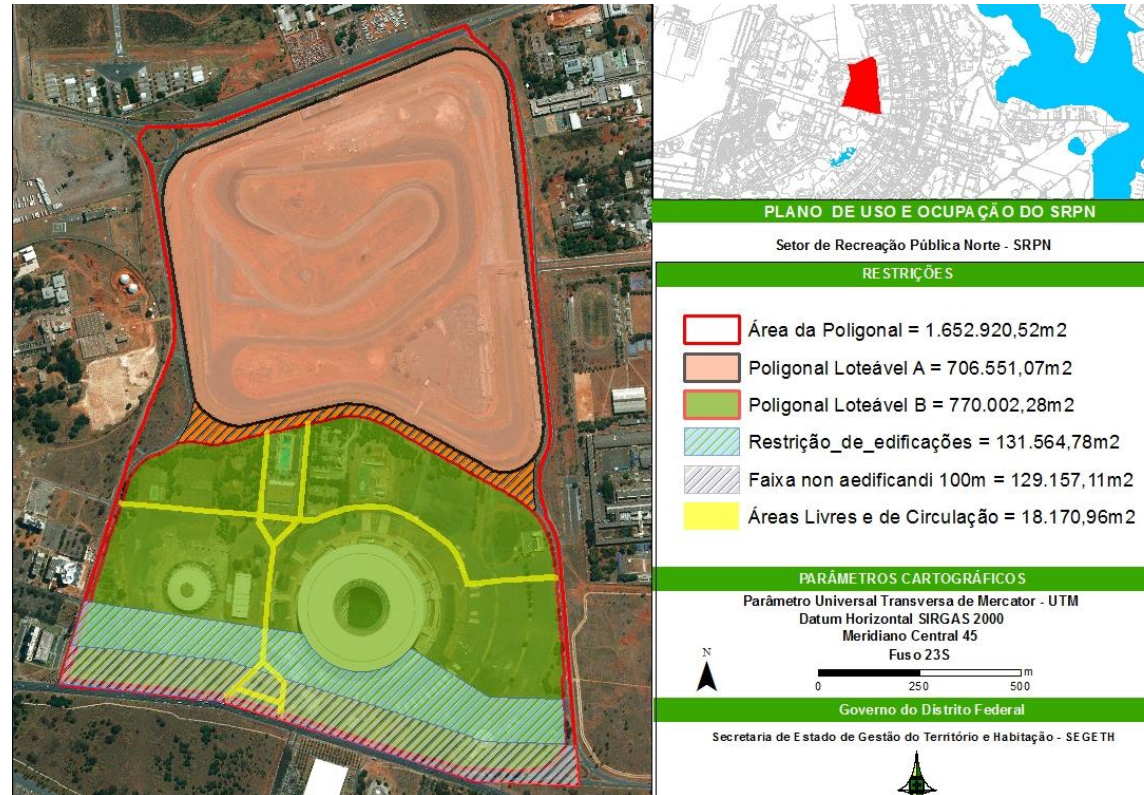 PLANO DE USO E OCUPAÇÃO DO SRPN
Setor de Recreação Pública Norte - SRPN
RESTRIÇÕES
Área da Poligonal = 1.652.920,52m2
Poligonal Loteável A = 706.551,07m2
Poligonal Loteável B = 770.002,28m2
Restrição_de_edificações = 131.564,78m2
Faixa non aedificandi 100m = 129.157,11m2
Áreas Livres e de Circulação = 18.170,96m2
PARÂMETROS CARTOGRÁFICOS
Parâmetro Universal Transversa de Mercator - UTM
Datum Horizontal SIRGAS 2000
Meridiano Central 45
Fuso 23S
N
m
0 250 500
Governo do Distrito Federal
Secretaria de Estado de Gestão do Território e Habitação - SEGETH